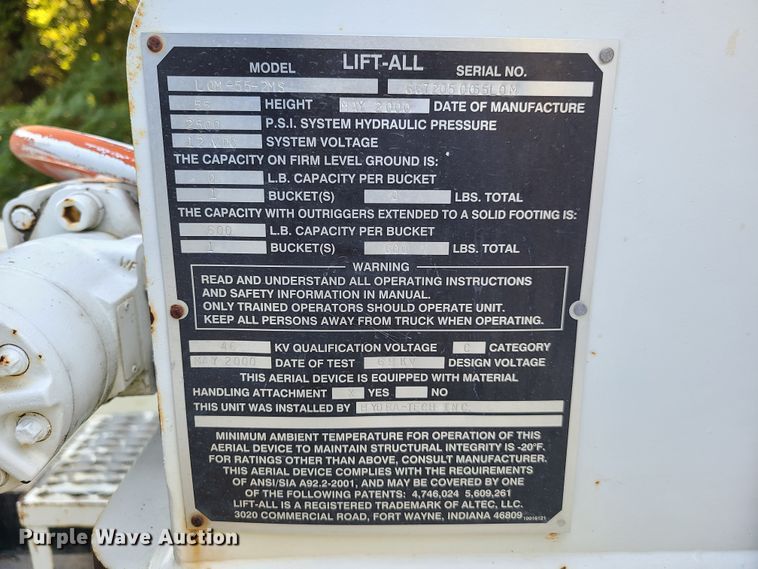 LIFT-ALL
MODEL SERIAL NO.
LOM-55-2MS
55 HEIGHT MAY 2000 DATE OF MANUFACTURE
2500 P.S.I. SYSTEM HYDRAULIC PRESSURE
12 VDC SYSTEM VOLTAGE
THE CAPACITY ON FIRM LEVEL GROUND IS:
0 L.B. CAPACITY PER BUCKET
1 BUCKET(S) 0 LBS. TOTAL
THE CAPACITY WITH OUTRIGGERS EXTENDED TO A SOLID FOOTING IS:
600 L.B. CAPACITY PER BUCKET
1 BUCKET(S) 600 LBS. TOTAL
WARNING
READ AND UNDERSTAND ALL OPERATING INSTRUCTIONS
AND SAFETY INFORMATION IN MANUAL.
ONLY TRAINED OPERATORS SHOULD OPERATE UNIT.
KEEP ALL PERSONS AWAY FROM TRUCK WHEN OPERATING.
46 KV QUALIFICATION VOLTAGE C CATEGORY
MAY 2000 DATE OF TEST 69 KV DESIGN VOLTAGE
THIS AERIAL DEVICE IS EQUIPPED WITH MATERIAL
HANDLING ATTACHMENT X YES NO
THIS UNIT WAS INSTALLED BY HYDRA-TECH INC.
MINIMUM AMBIENT TEMPERATURE FOR OPERATION OF THIS
AERIAL DEVICE TO MAINTAIN STRUCTURAL INTEGRITY IS -20°F.
FOR RATINGS OTHER THAN ABOVE, CONSULT MANUFACTURER.
THIS AERIAL DEVICE COMPLIES WITH THE REQUIREMENTS
OF ANSI/SIA A92.2-2001, AND MAY BE COVERED BY ONE
OF THE FOLLOWING PATENTS: 4,746,024 5,609,261
LIFT-ALL IS A REGISTERED TRADEMARK OF ALTEC, LLC.
3020 COMMERCIAL ROAD, FORT WAYNE, INDIANA 46809
Purple Wave Auction
Purple Wave Auction